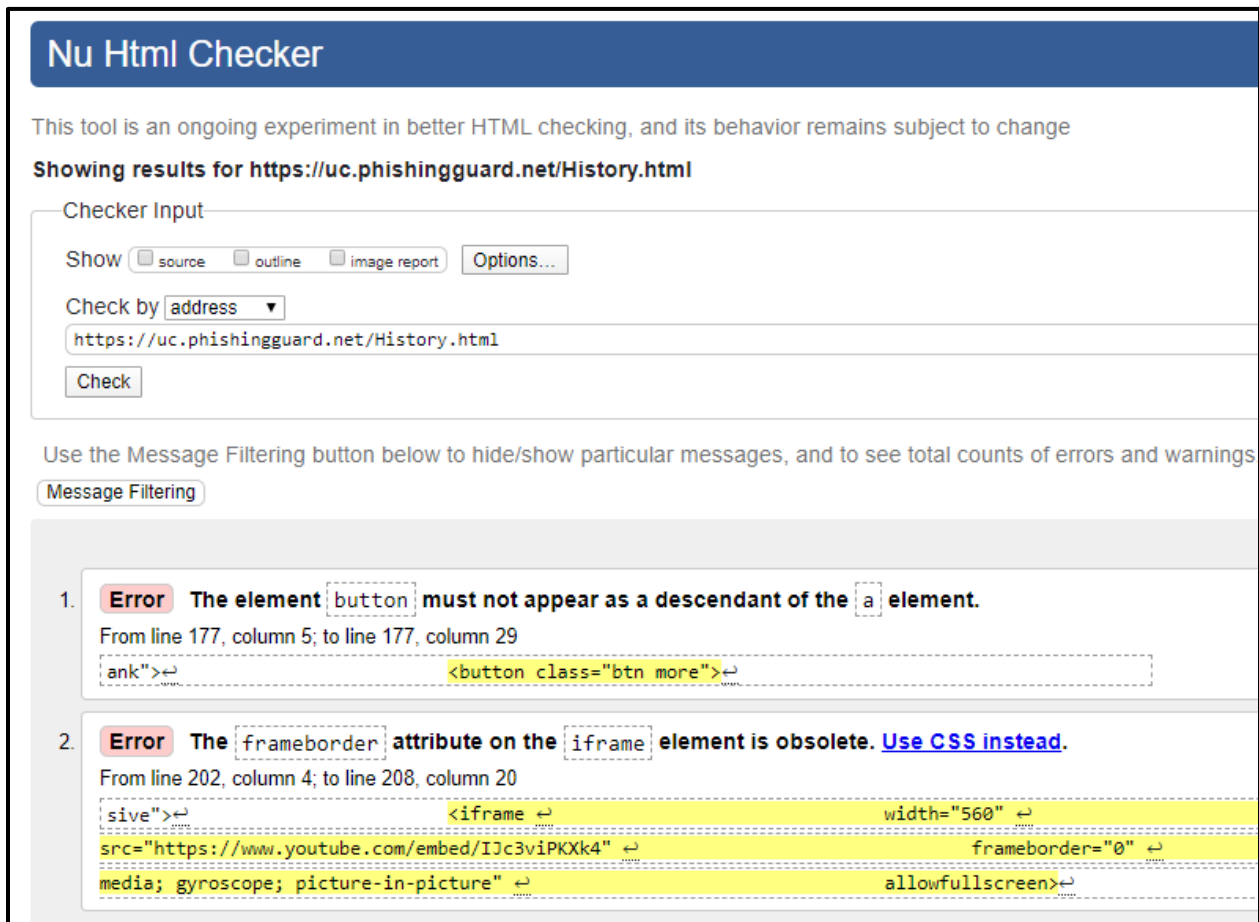 Nu Html Checker
This tool is an ongoing experiment in better HTML checking, and its behavior remains subject to change
Showing results for https://uc.phishingguard.net/History.html
Checker Input
Show source outline image report Options...
Check by address ▼
https://uc.phishingguard.net/History.html
Check
Use the Message Filtering button below to hide/show particular messages, and to see total counts of errors and warnings
Message Filtering
1. Error The element button must not appear as a descendant of the a element.
From line 177, column 5; to line 177, column 29
ank">↩ <button class="btn more">↩
2. Error The frameborder attribute on the iframe element is obsolete. Use CSS instead.
From line 202, column 4; to line 208, column 20
sive">↩ <iframe ↩ width="560" ↩
src="https://www.youtube.com/embed/IJc3viPKXk4" ↩ frameborder="0" ↩
media; gyroscope; picture-in-picture" ↩ allowfullscreen>↩